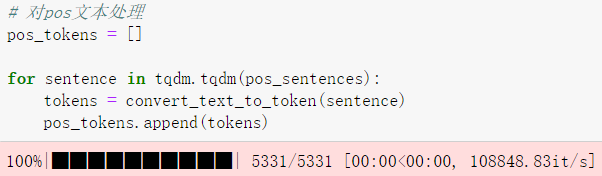 # 对pos文本处理
pos_tokens = []
for sentence in tqdm.tqdm(pos_sentences):
    tokens = convert_text_to_token(sentence)
    pos_tokens.append(tokens)
100%|██████████| 5331/5331 [00:00<00:00, 108848.83it/s]